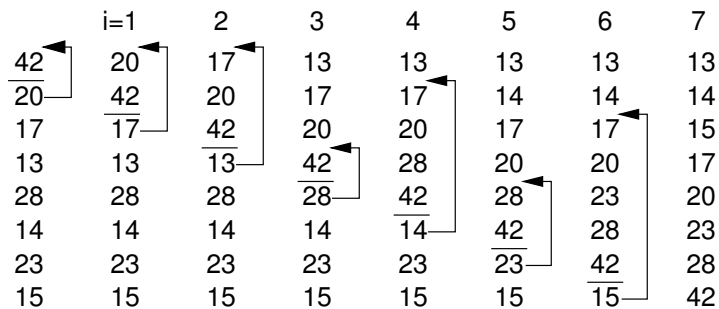 i=1 2 3 4 5 6 7
42 20 17 13 13 13 13 13
20 42 20 17 17 14 14 14
17 17 42 20 20 17 17 15
13 13 13 42 28 20 20 17
28 28 28 28 42 28 23 20
14 14 14 14 14 42 28 23
23 23 23 23 23 23 42 28
15 15 15 15 15 15 15 42